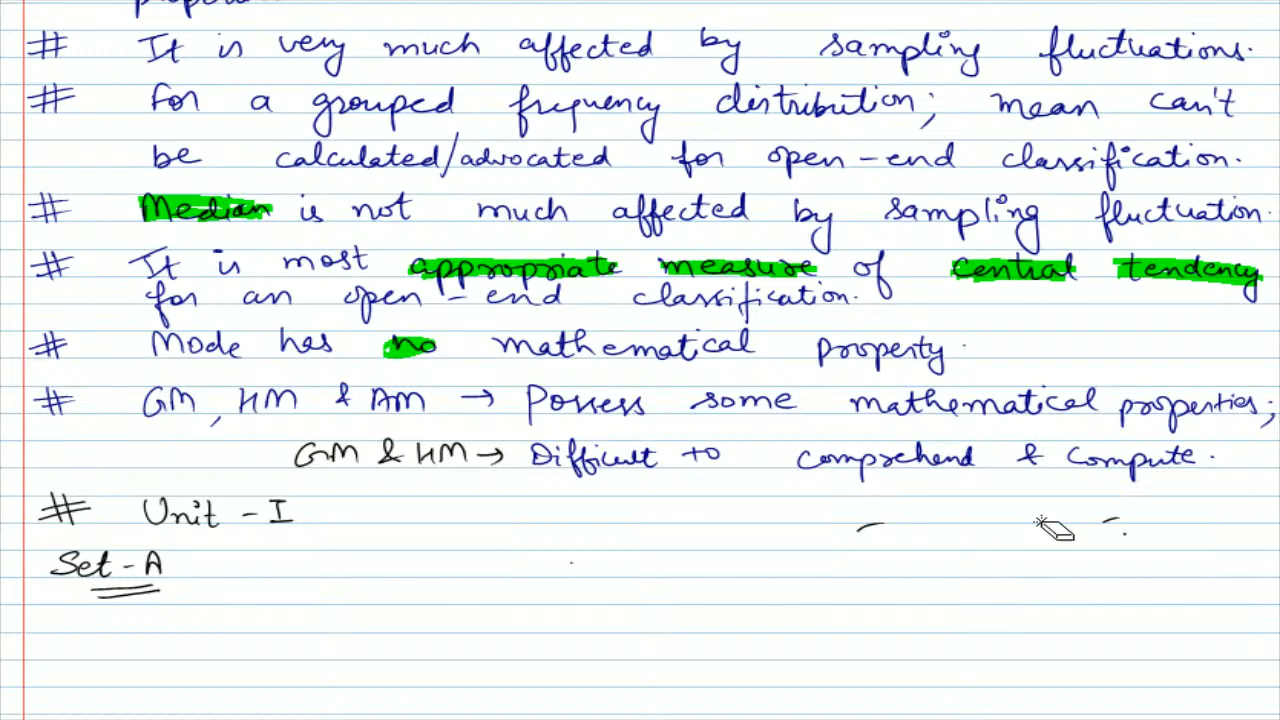 # It is very much affected by sampling fluctuations.
# For a grouped frequency distribution; mean can't
be calculated/advocated for open-end classification.
# Median is not much affected by sampling fluctuation.
# It is most appropriate measure of central tendency
for an open-end classification.
# Mode has no mathematical property.
# GM, HM & AM → Possess some mathematical properties;
GM & HM → Difficult to comprehend & compute.
# Unit - I
Set - A